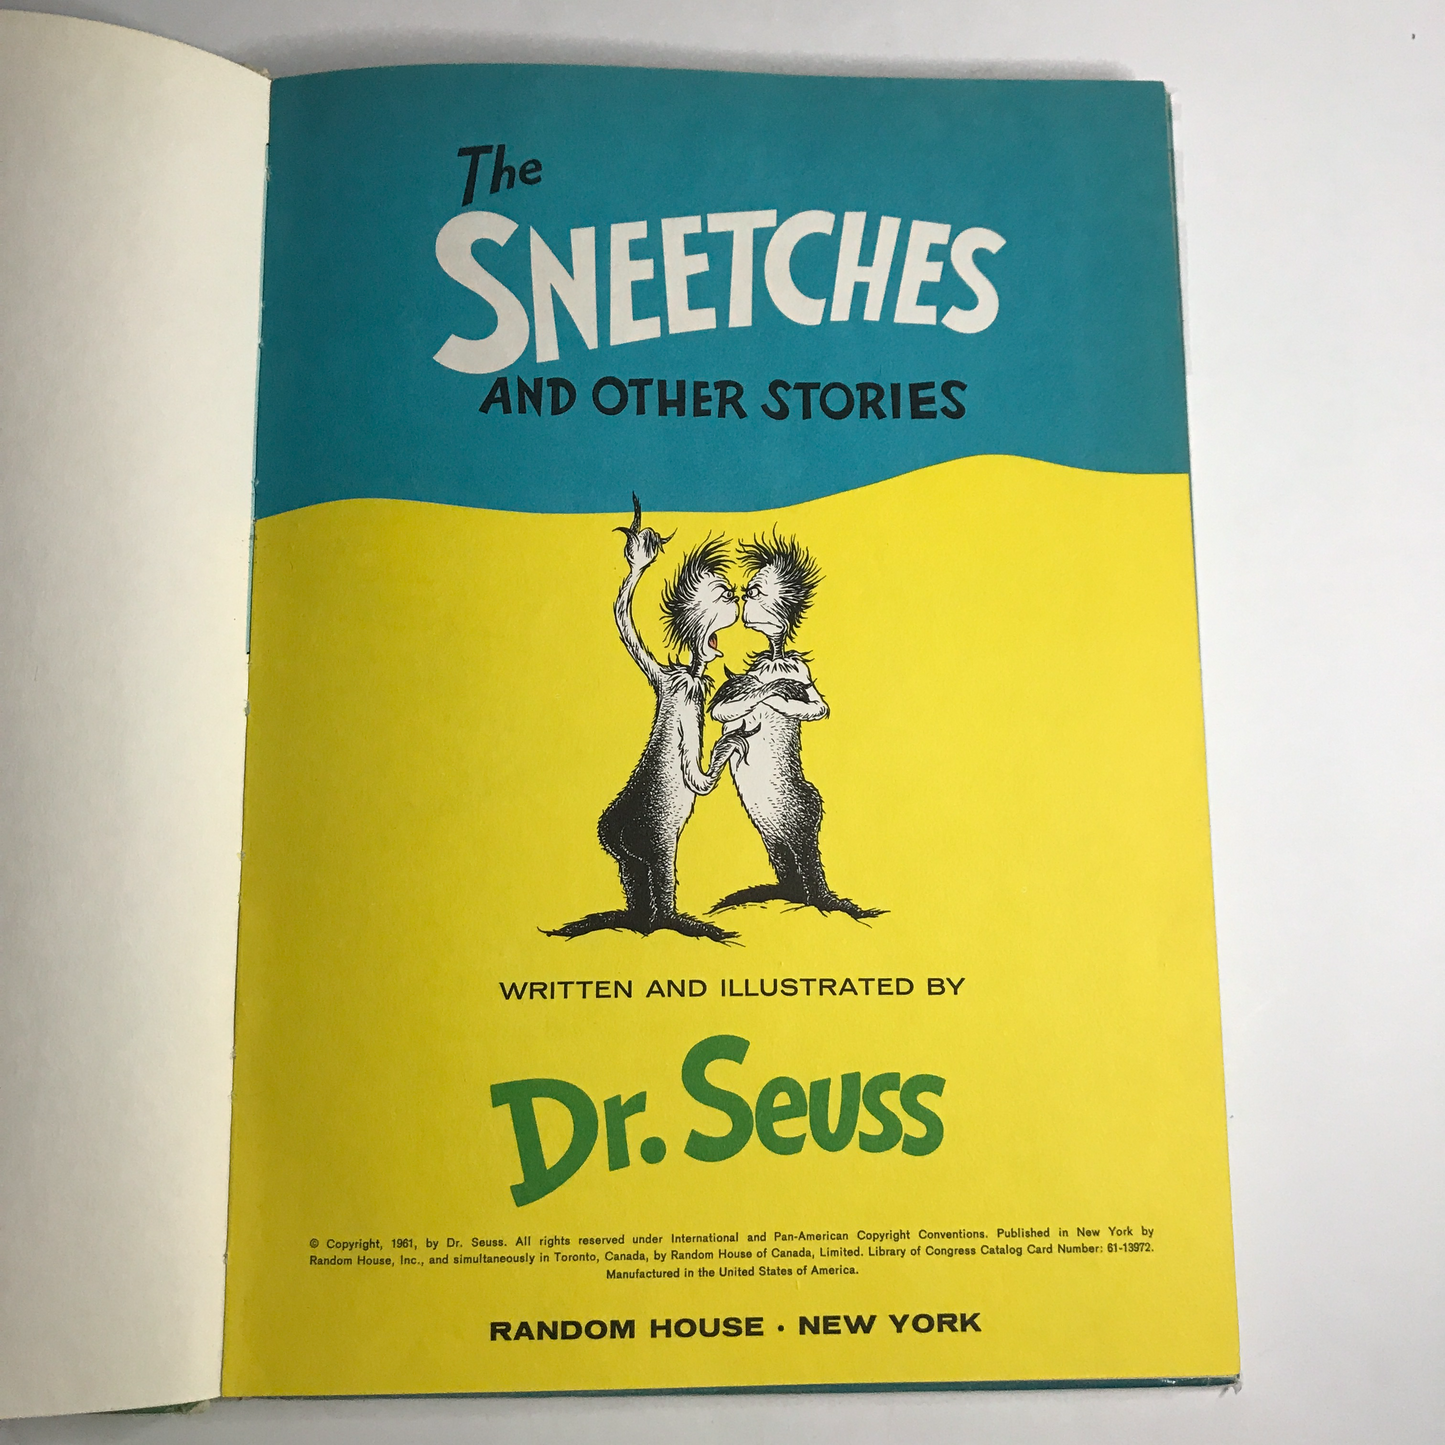 The
SNEETCHES
AND OTHER STORIES
WRITTEN AND ILLUSTRATED BY
Dr. Seuss
© Copyright, 1961, by Dr. Seuss. All rights reserved under International and Pan-American Copyright Conventions. Published in New York by
Random House, Inc., and simultaneously in Toronto, Canada, by Random House of Canada, Limited. Library of Congress Catalog Card Number: 61-13972.
Manufactured in the United States of America.
RANDOM HOUSE · NEW YORK